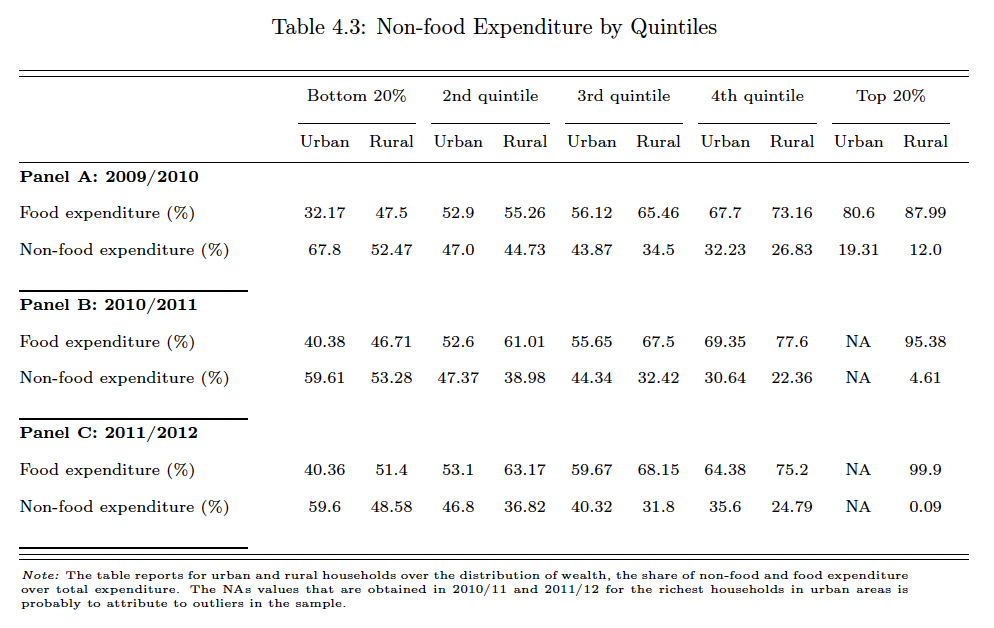 Table 4.3: Non-food Expenditure by Quintiles
Bottom 20% 2nd quintile 3rd quintile 4th quintile Top 20%
Urban Rural Urban Rural Urban Rural Urban Rural Urban Rural
Panel A: 2009/2010
Food expenditure (%) 32.17 47.5 52.9 55.26 56.12 65.46 67.7 73.16 80.6 87.99
Non-food expenditure (%) 67.8 52.47 47.0 44.73 43.87 34.5 32.23 26.83 19.31 12.0
Panel B: 2010/2011
Food expenditure (%) 40.38 46.71 52.6 61.01 55.65 67.5 69.35 77.6 NA 95.38
Non-food expenditure (%) 59.61 53.28 47.37 38.98 44.34 32.42 30.64 22.36 NA 4.61
Panel C: 2011/2012
Food expenditure (%) 40.36 51.4 53.1 63.17 59.67 68.15 64.38 75.2 NA 99.9
Non-food expenditure (%) 59.6 48.58 46.8 36.82 40.32 31.8 35.6 24.79 NA 0.09
Note: The table reports for urban and rural households over the distribution of wealth, the share of non-food and food expenditure
over total expenditure. The NAs values that are obtained in 2010/11 and 2011/12 for the richest households in urban areas is
probably to attribute to outliers in the sample.